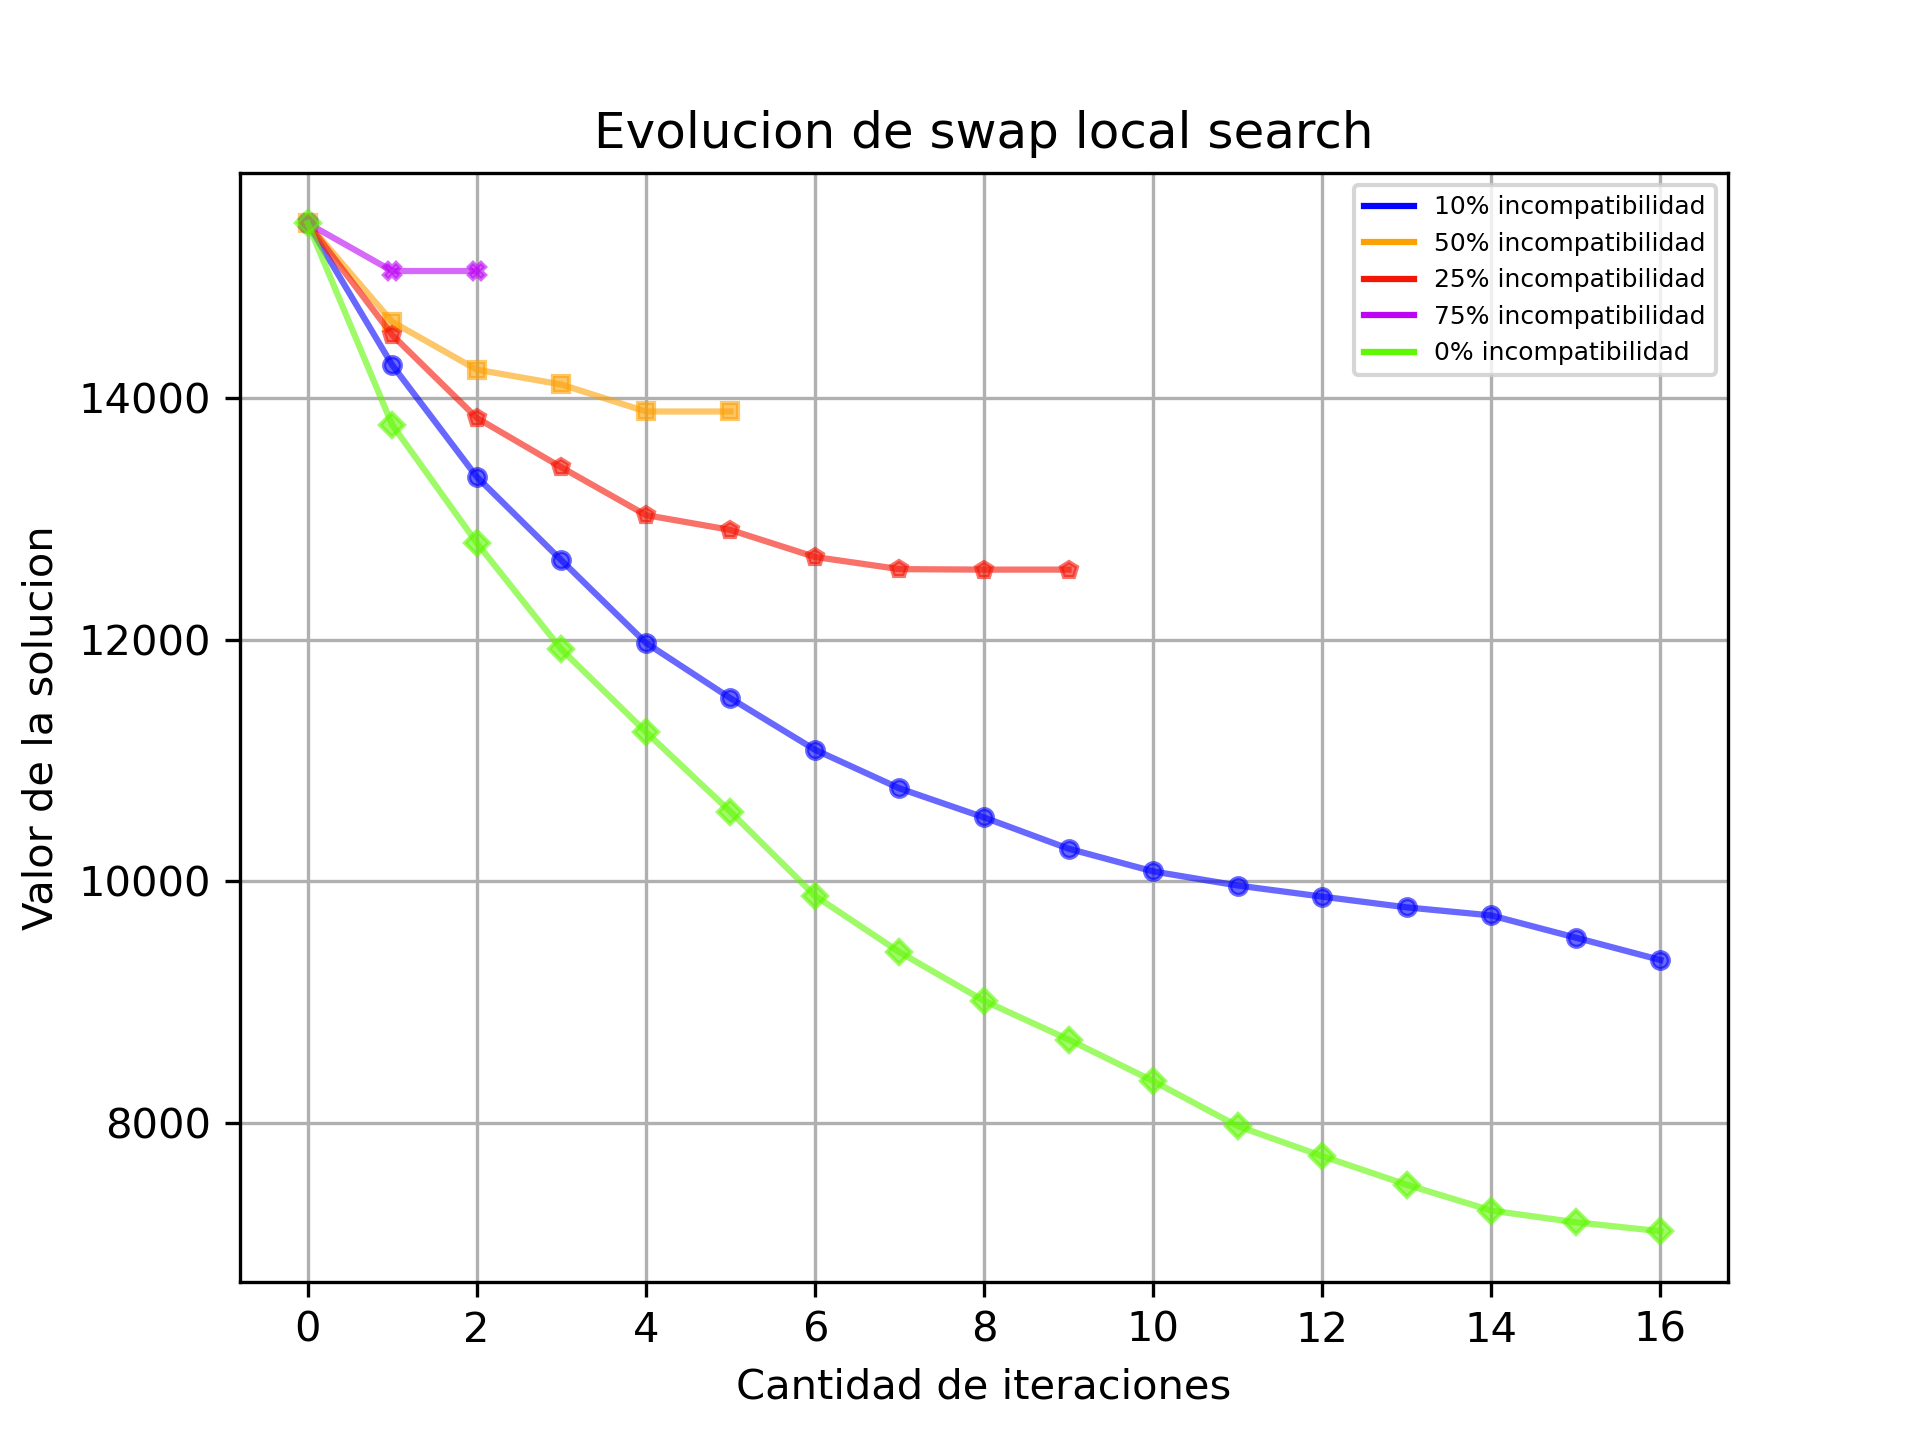 Evolucion de swap local search
10% incompatibilidad
50% incompatibilidad
25% incompatibilidad
75% incompatibilidad
0% incompatibilidad
Valor de la solucion
14000
12000
10000
8000
0 2 4 6 8 10 12 14 16
Cantidad de iteraciones